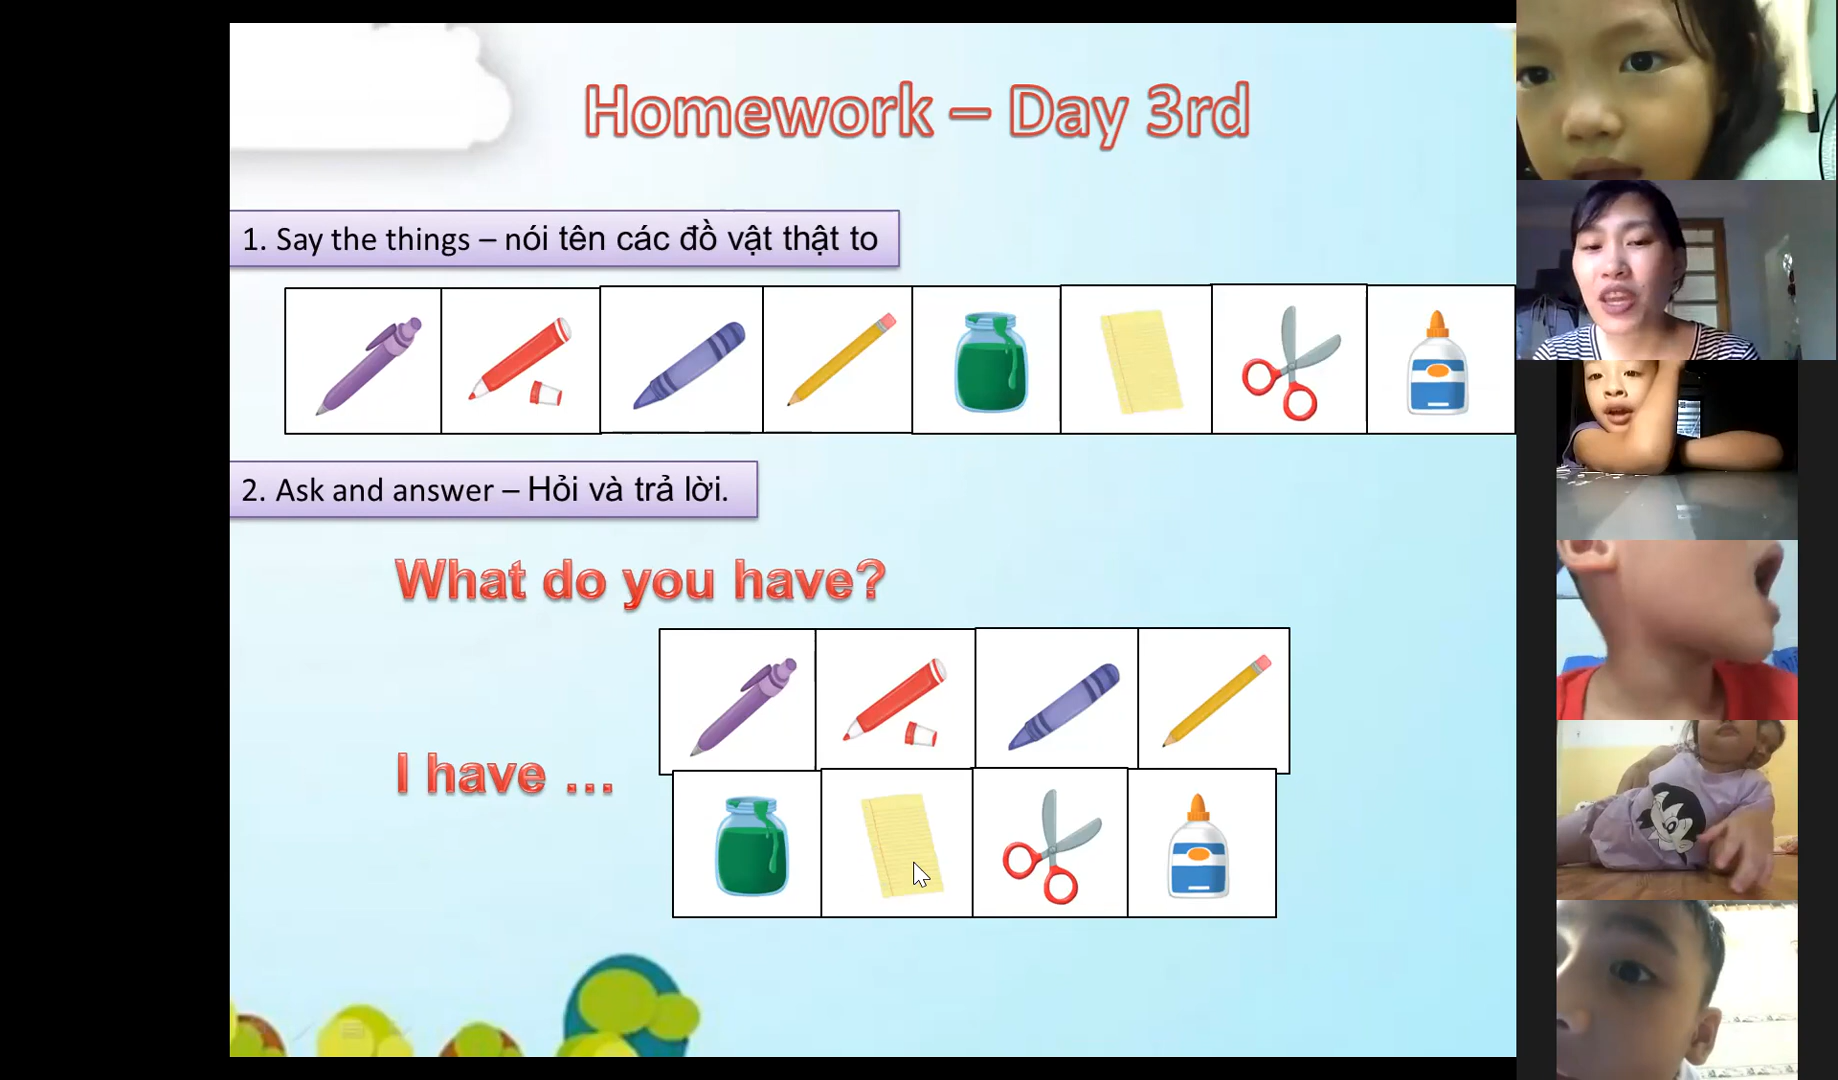 Homework – Day 3rd
1. Say the things – nói tên các đồ vật thật to
2. Ask and answer – Hỏi và trả lời.
What do you have?
I have ...